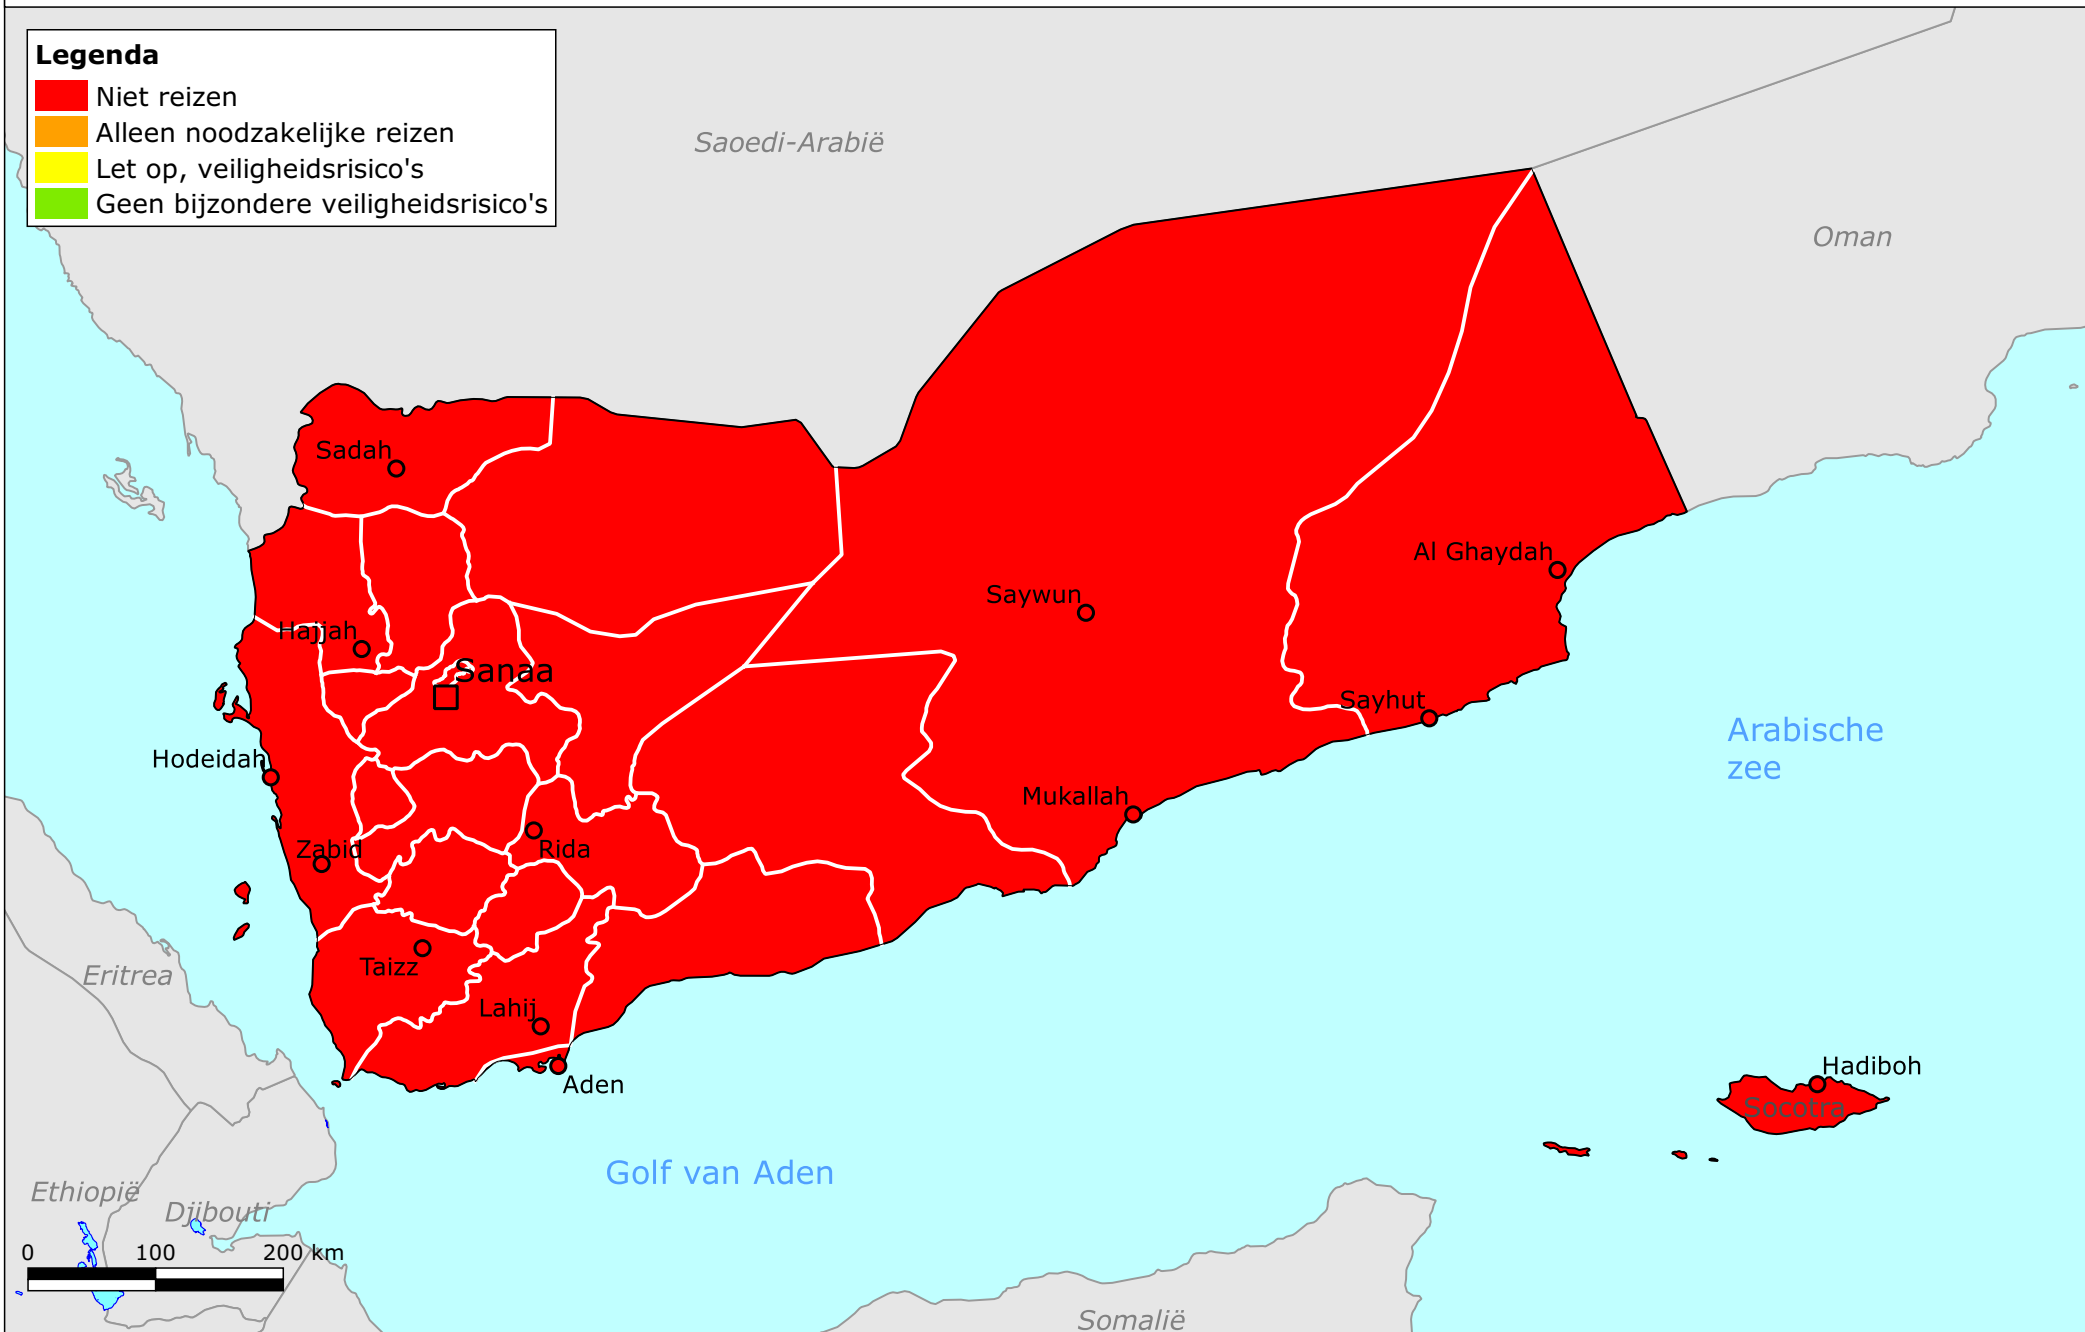 Legenda
Niet reizen
Alleen noodzakelijke reizen
Let op, veiligheidsrisico's
Geen bijzondere veiligheidsrisico's
Saoedi-Arabië
Oman
Sadah
Al Ghaydah
Saywun
Hajjah
Sanaa
Sayhut
Arabische
zee
Hodeidah
Mukallah
Zabid
Rida
Taizz
Eritrea
Lahij
Aden
Hadiboh
Socotra
Golf van Aden
Ethiopië
Djibouti
0 100 200 km
Somalië